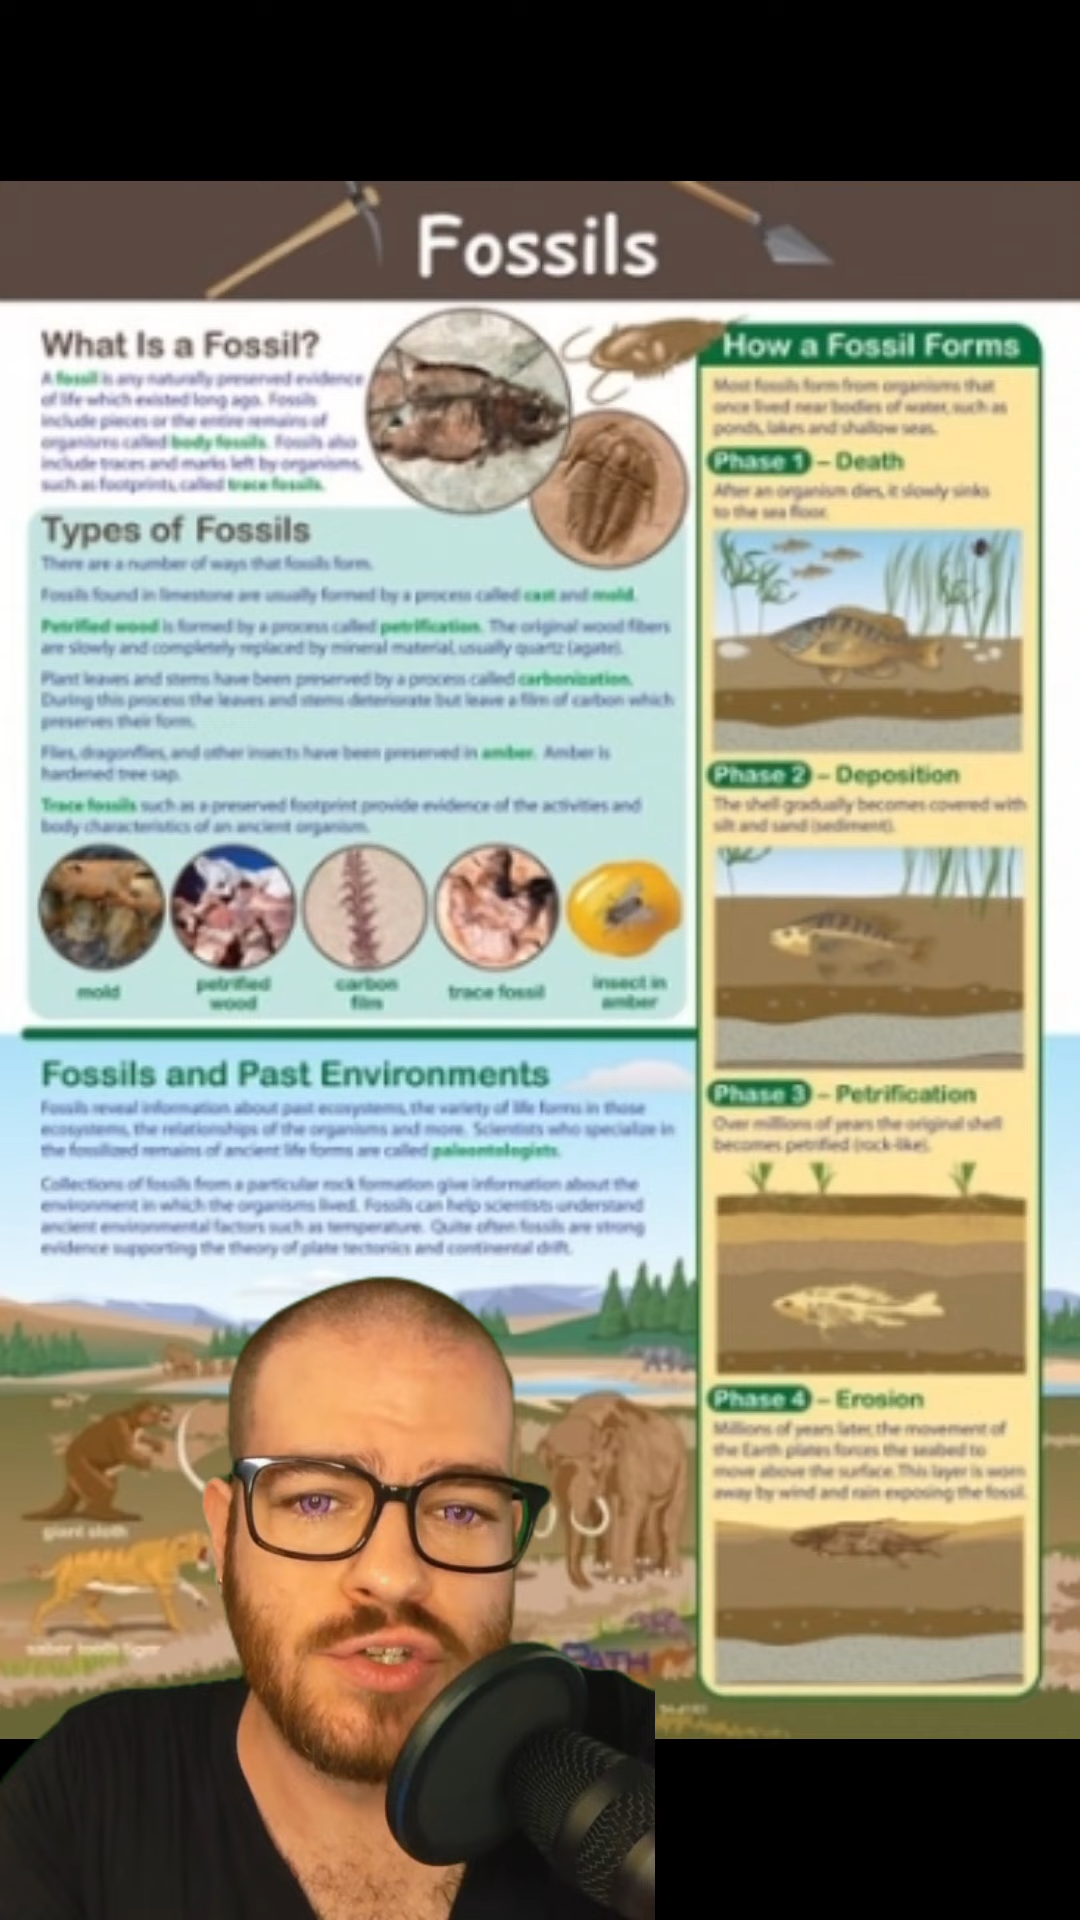 Fossils
What Is a Fossil?
A fossil is any naturally preserved evidence
of life which existed long ago. Fossils
include pieces or the entire remains of
organisms called body fossils. Fossils also
include traces and marks left by organisms,
such as footprints, called trace fossils.
Types of Fossils
There are a number of ways that fossils form.
Fossils found in limestone are usually formed by a process called cast and mold.
Petrified wood is formed by a process called petrification. The original wood fibers
are slowly and completely replaced by mineral material, usually quartz (agate).
Plant leaves and stems have been preserved by a process called carbonization.
During this process the leaves and stems deteriorate but leave a film of carbon which
preserves their form.
Flies, dragonflies, and other insects have been preserved in amber. Amber is
hardened tree sap.
Trace fossils such as a preserved footprint provide evidence of the activities and
body characteristics of an ancient organism.
mold
petrified
wood
carbon
film
trace fossil
insect in
amber
Fossils and Past Environments
Fossils reveal information about past ecosystems, the variety of life forms in those
ecosystems, the relationships of the organisms and more. Scientists who specialize in
the fossilized remains of ancient life forms are called paleontologists.
Collections of fossils from a particular rock formation give information about the
environment in which the organisms lived. Fossils can help scientists understand
ancient environmental factors such as temperature. Quite often fossils are strong
evidence supporting the theory of plate tectonics and continental drift.
giant sloth
saber tooth tiger
How a Fossil Forms
Most fossils form from organisms that
once lived near bodies of water, such as
ponds, lakes and shallow seas.
Phase 1 – Death
After an organism dies, it slowly sinks
to the sea floor.
Phase 2 – Deposition
The shell gradually becomes covered with
silt and sand (sediment).
Phase 3 – Petrification
Over millions of years the original shell
becomes petrified (rock-like).
Phase 4 – Erosion
Millions of years later, the movement of
the Earth plates forces the seabed to
move above the surface. This layer is worn
away by wind and rain exposing the fossil.